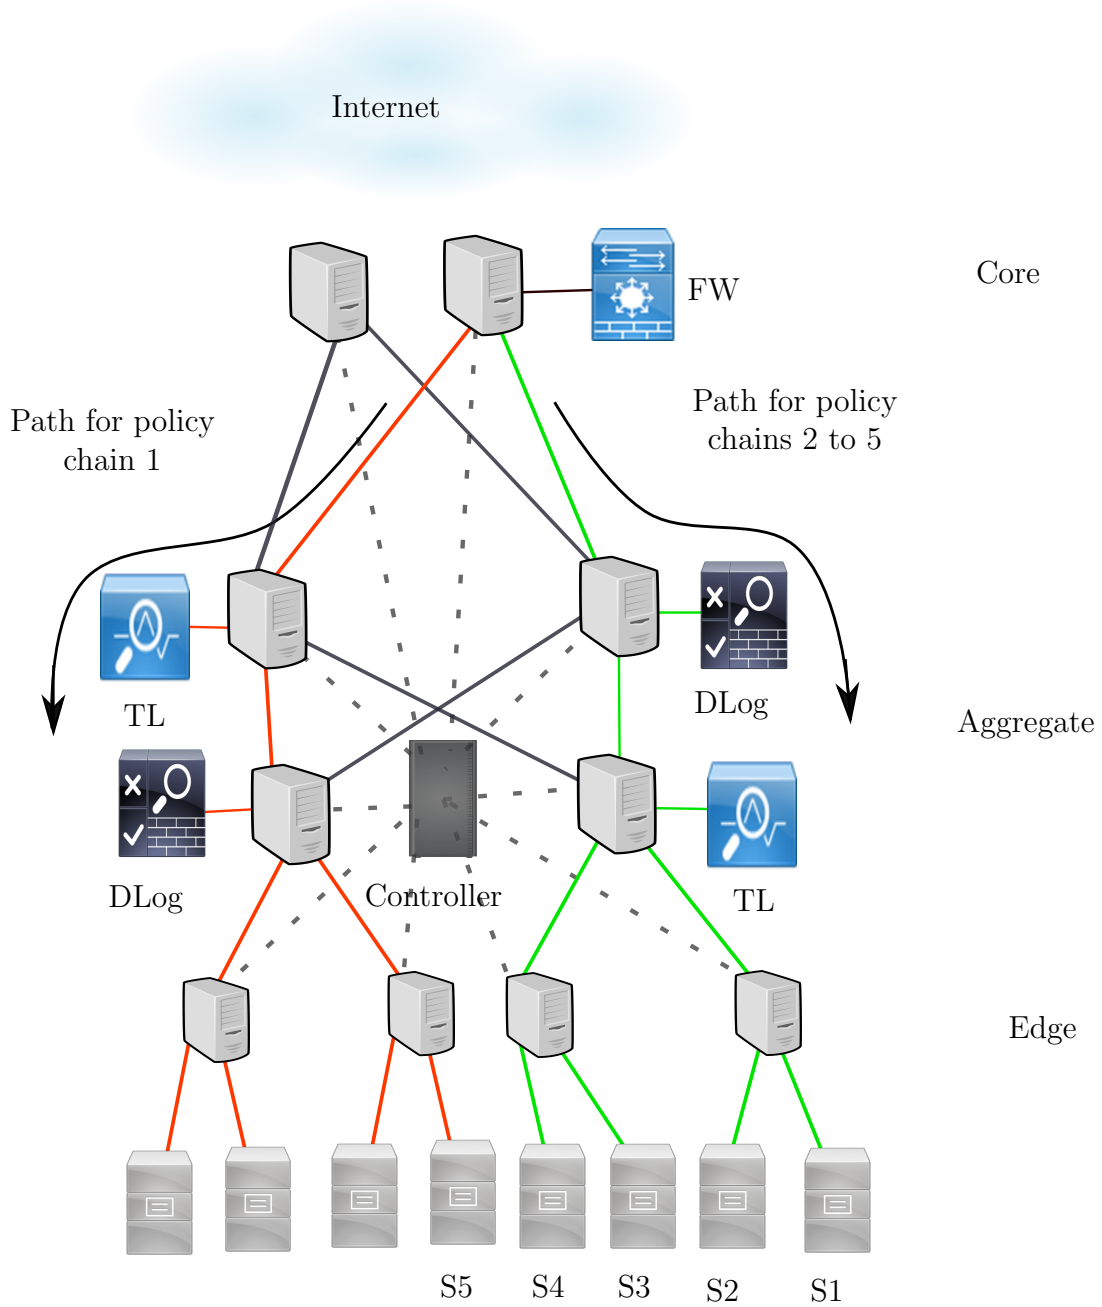 Internet
Core
FW
Path for policy
chain 1
Path for policy
chains 2 to 5
TL
DLog
Aggregate
DLog
Controller
TL
Edge
S5
S4
S3
S2
S1